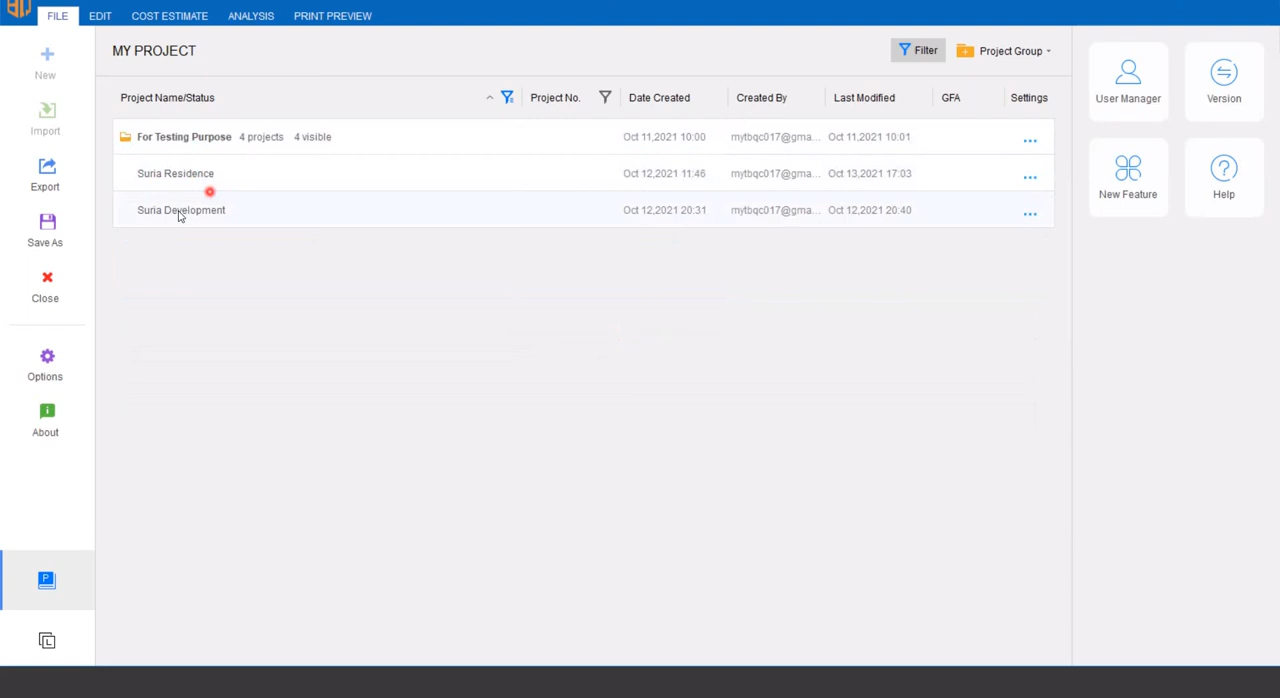 FILE EDIT COST ESTIMATE ANALYSIS PRINT PREVIEW
New
Import
Export
Save As
Close
Options
i
About
P
L
MY PROJECT
Filter
Project Group
Project Name/Status Project No. Date Created Created By Last Modified GFA Settings
For Testing Purpose 4 projects 4 visible Oct 11,2021 10:00 mytbqc017@gma... Oct 11,2021 10:01 ...
Suria Residence Oct 12,2021 11:46 mytbqc017@gma... Oct 13,2021 17:03 ...
Suria Development Oct 12,2021 20:31 mytbqc017@gma... Oct 12,2021 20:40 ...
User Manager
Version
New Feature
?
Help